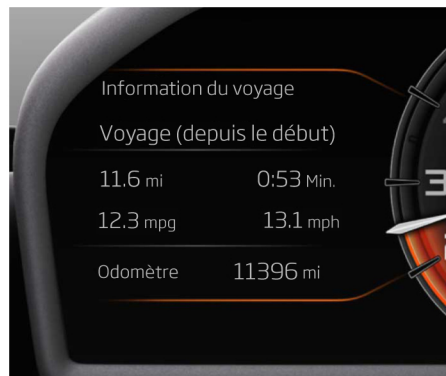 Information du voyage
Voyage (depuis le début)
11.6 mi 0:53 Min.
12.3 mpg 13.1 mph
Odomètre 11396 mi
3